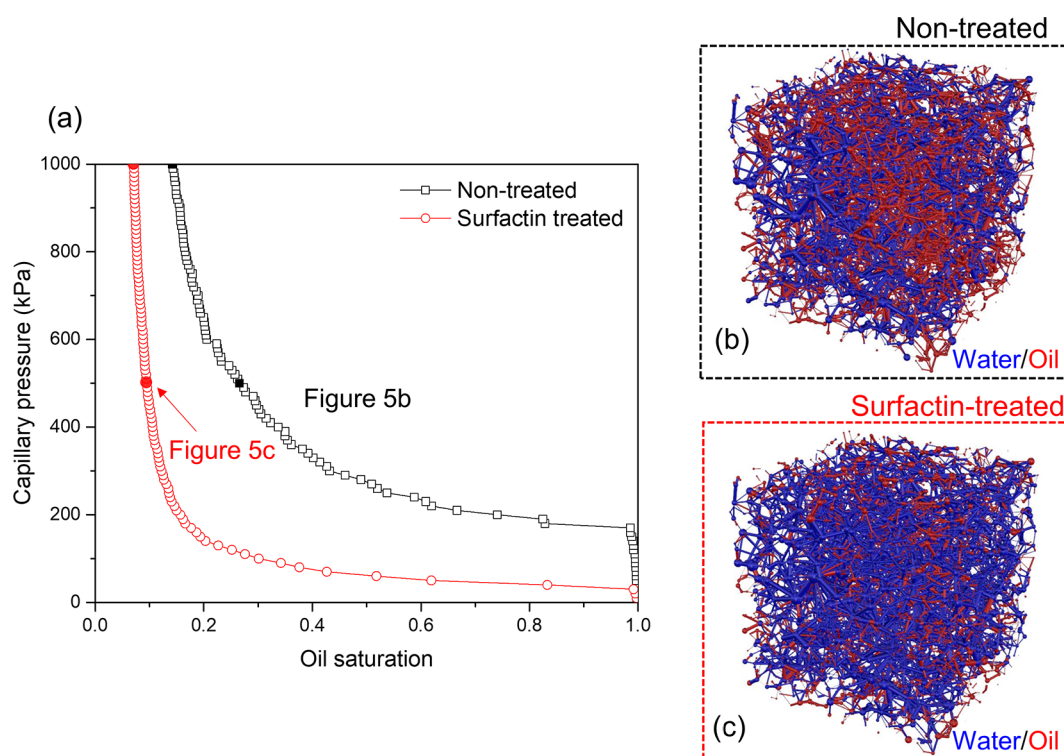 (a)
Capillary pressure (kPa)
1000
800
600
400
200
0
0.0 0.2 0.4 0.6 0.8 1.0
Oil saturation
Non-treated
Surfactin treated
Figure 5b
Figure 5c
Non-treated
(b)
Water/Oil
Surfactin-treated
(c)
Water/Oil